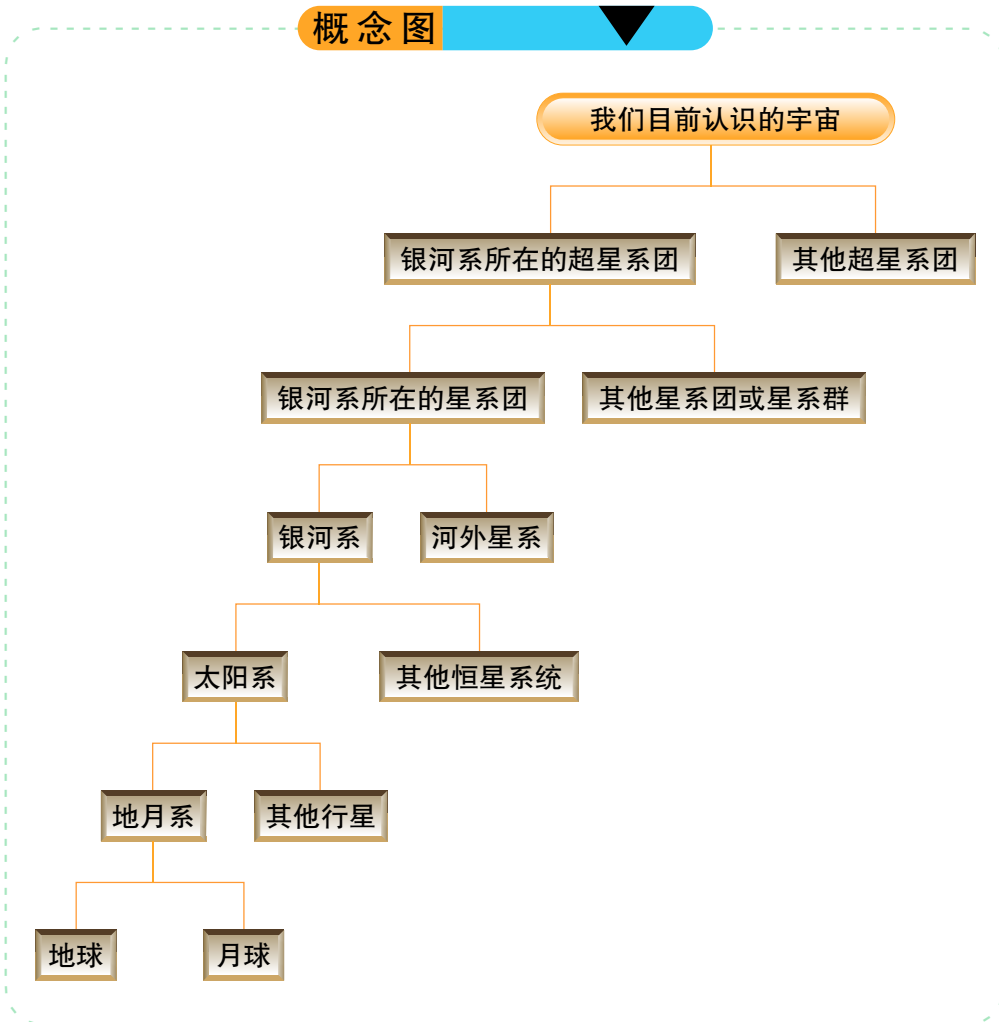 概念图
我们目前认识的宇宙
银河系所在的超星系团
其他超星系团
银河系所在的星系团
其他星系团或星系群
银河系
河外星系
太阳系
其他恒星系统
地月系
其他行星
地球
月球